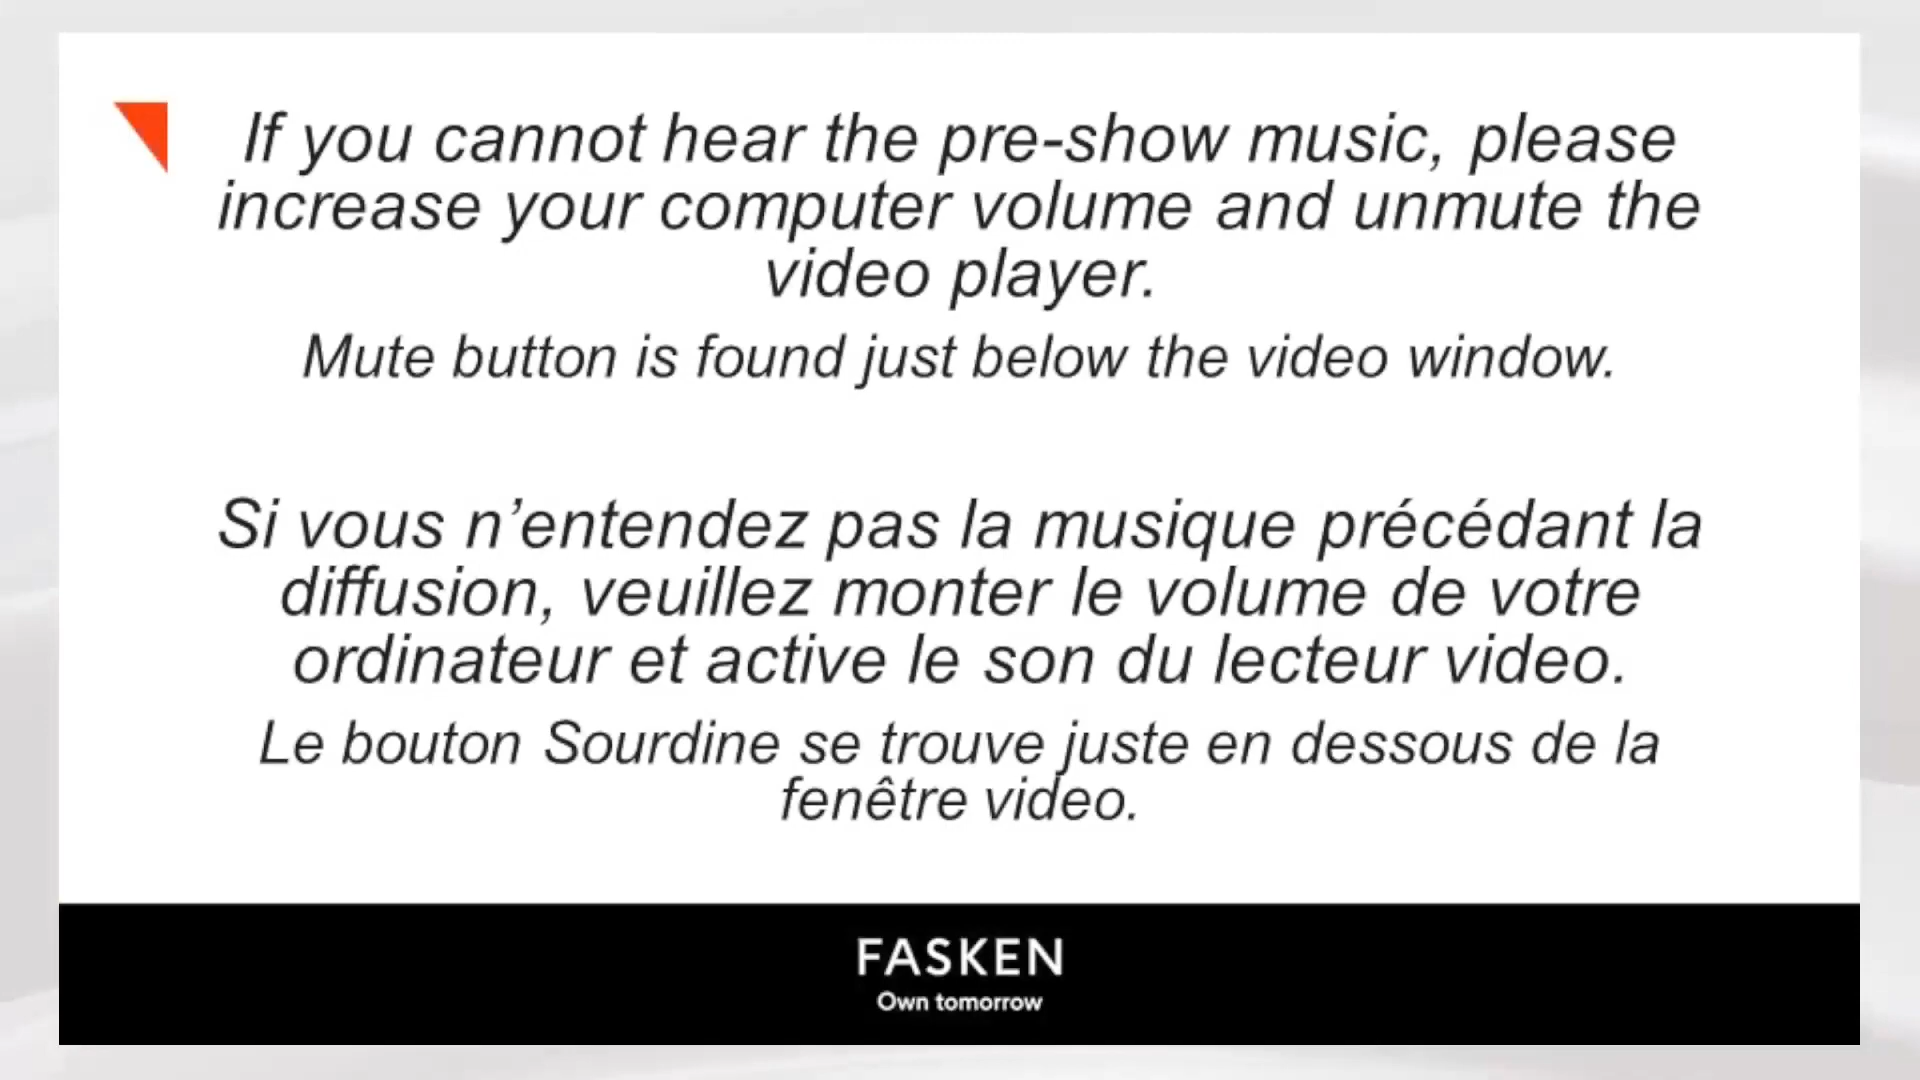 If you cannot hear the pre-show music, please
increase your computer volume and unmute the
video player.
Mute button is found just below the video window.
Si vous n’entendez pas la musique précédant la
diffusion, veuillez monter le volume de votre
ordinateur et active le son du lecteur video.
Le bouton Sourdine se trouve juste en dessous de la
fenêtre video.
FASKEN
Own tomorrow